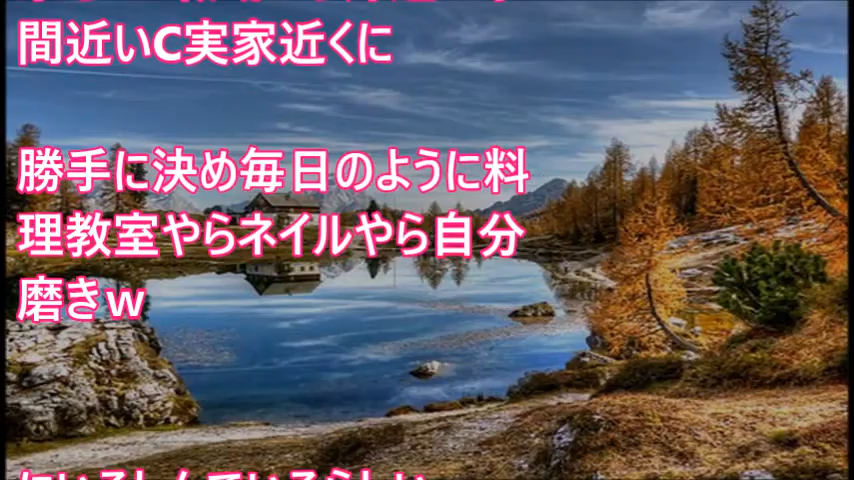 間近いC実家近くに
勝手に決め毎日のように料
理教室やらネイルやら自分
磨きw